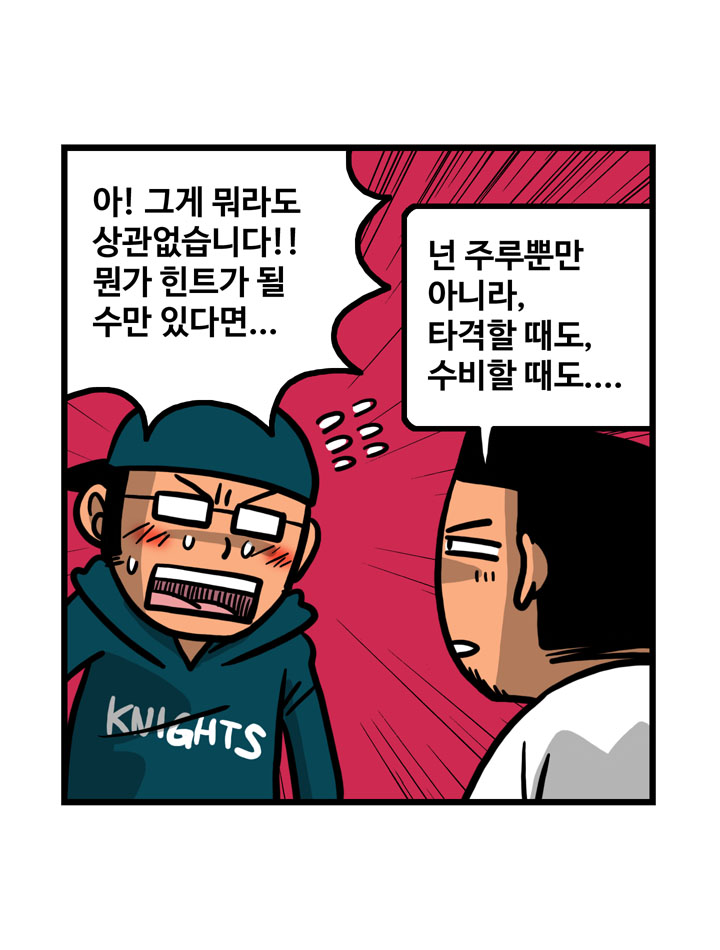 아! 그게 뭐라도
상관없습니다!!
뭔가 힌트가 될
수만 있다면...
넌 주루뿐만
아니라,
타격할 때도,
수비할 때도....
KNIGHTS